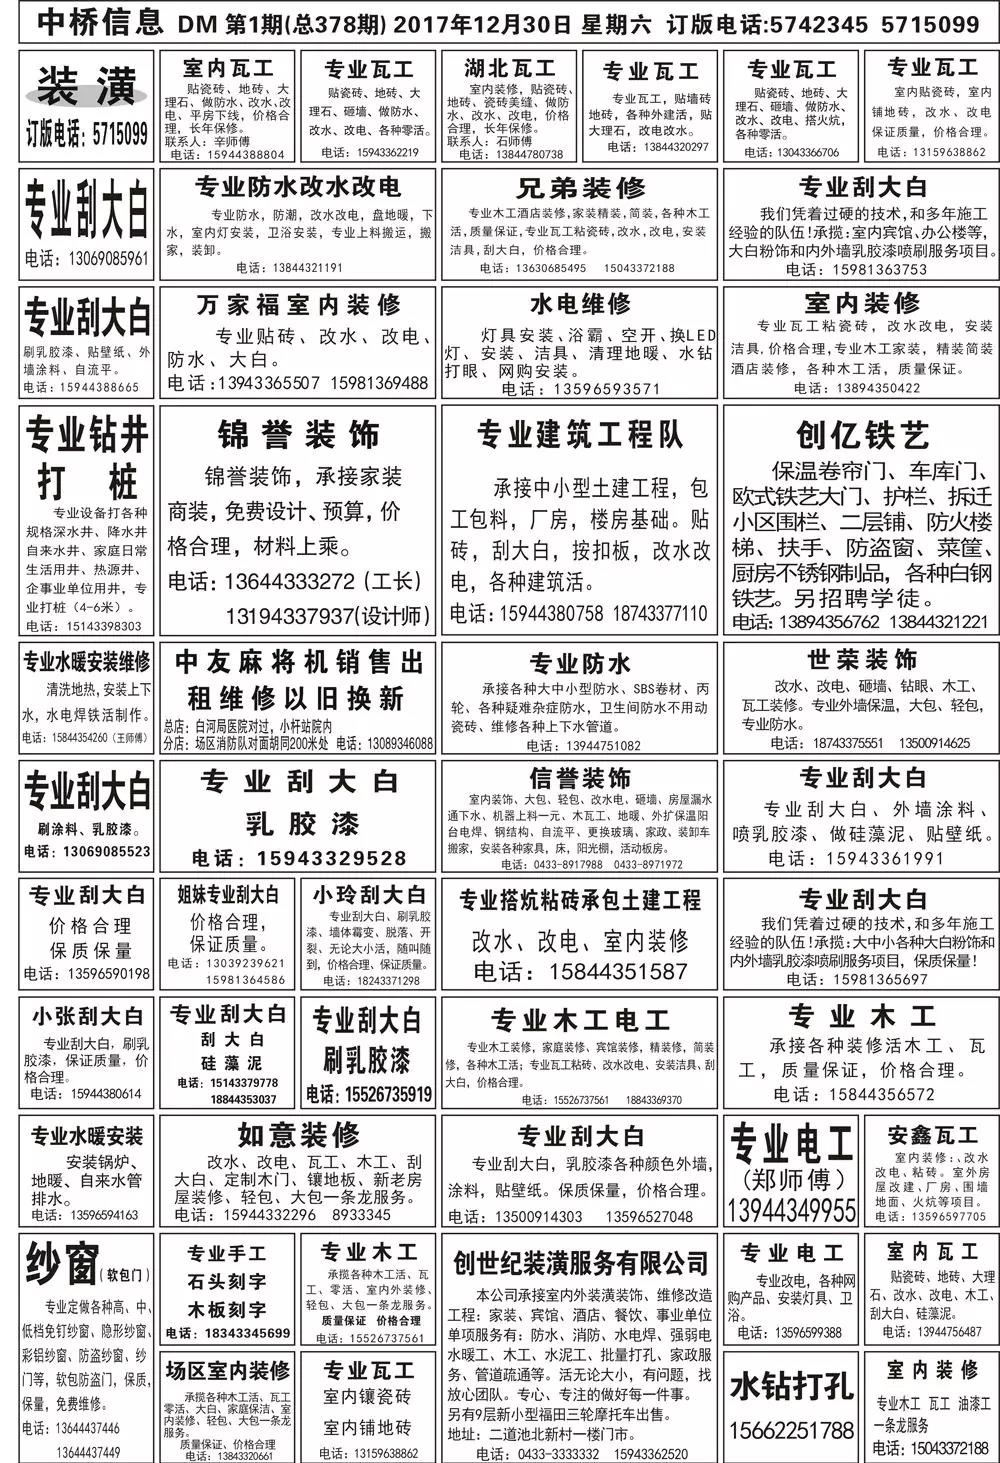 中桥信息 DM 第1期(总378期) 2017年12月30日 星期六 订版电话:5742345 5715099
装潢
订版电话：5715099
室内瓦工
贴瓷砖、地砖、大
理石、做防水、改水、改
电、平房下线，价格合
理，长年保修。
联系人：辛师傅
电话：15944388804
专业瓦工
贴瓷砖、地砖、大
理石、砸墙、做防水、
改水、改电、各种零活。
电话：15943362219
湖北瓦工
室内装修，贴瓷砖、
地砖、瓷砖美缝、做防
水、改水、改电，价格合
理，长年保修。
联系人：石师傅
电话：13844780738
专业瓦工
专业瓦工，贴墙砖
地砖，各种外建活，贴
大理石，改电改水。
电话：13844320297
专业瓦工
贴瓷砖、地砖、大
理石、砸墙、做防水、
改水、改电、搭火炕，
各种零活。
电话：13043366706
专业瓦工
室内贴瓷砖，室内
铺地砖，改水、改电
保证质量，价格合理。
电话：13159638862
专业刮大白
电话：13069085961
专业防水改水改电
专业防水，防潮，改水改电，盘地暖，下
水，室内灯安装，卫浴安装，专业上料搬运，搬
家，装卸。
电话：13844321191
兄弟装修
专业木工酒店装修，家装精装，简装，各种木工
活，质量保证，专业瓦工粘瓷砖，改水，改电，安装
洁具，刮大白，价格合理。
电话：13630685495 15043372188
专业刮大白
我们凭着过硬的技术，和多年施工
经验的队伍！承揽：室内宾馆、办公楼等，
大白粉饰和内外墙乳胶漆喷刷服务项目。
电话：15981363753
专业刮大白
刷乳胶漆、贴壁纸、外
墙涂料、自流平。
电话：15944388665
万家福室内装修
专业贴砖、改水、改电、
防水、大白。
电话：13943365507 15981369488
水电维修
灯具安装、浴霸、空开、换LED
灯、安装、洁具、清理地暖、水钻
打眼、网购安装。
电话：13596593571
室内装修
专业瓦工粘瓷砖，改水改电，安装
洁具，价格合理，专业木工家装，精装简装
酒店装修，各种木工活，质量保证。
电话：13894350422
专业钻井
打桩
专业设备打各种
规格深水井、降水井
自来水井、家庭日常
生活用井、热源井、
企事业单位用井，专
业打桩（4-6米）。
电话：15143398303
锦誉装饰
锦誉装饰，承接家装
商装，免费设计、预算，价
格合理，材料上乘。
电话：13644333272（工长）
13194337937(设计师)
专业建筑工程队
承接中小型土建工程，包
工包料，厂房，楼房基础。贴
砖，刮大白，按扣板，改水改
电，各种建筑活。
电话：15944380758 18743377110
创亿铁艺
保温卷帘门、车库门、
欧式铁艺大门、护栏、拆迁
小区围栏、二层铺、防火楼
梯、扶手、防盗窗、菜筐、
厨房不锈钢制品，各种白钢
铁艺。另招聘学徒。
电话：13894356762 13844321221
专业水暖安装维修
清洗地热，安装上下
水，水电焊铁活制作。
电话：15844354260（王师傅）
中友麻将机销售出
租维修以旧换新
总店：白河局医院对过，小杆站院内
分店：场区消防队对面胡同200米处 电话：13089346088
专业防水
承接各种大中小型防水、SBS卷材、丙
轮、各种疑难杂症防水，卫生间防水不用动
瓷砖、维修各种上下水管道。
电话：13944751082
世荣装饰
改水、改电、砸墙、钻眼、木工、
瓦工装修。专业外墙保温，大包、轻包，
专业防水。
电话：18743375551 13500914625
专业刮大白
刷涂料、乳胶漆。
电话：13069085523
专业刮大白
乳胶漆
电话：15943329528
信誉装饰
室内装饰、大包、轻包、改水电、砸墙、房屋漏水
通下水、机器上料一元、木瓦工、地暖、外扩保温阳
台电焊、钢结构、自流平、更换玻璃、家政、装卸车
搬家，安装各种家具，床，阳光棚，活动板房。
电话：0433-8917988 0433-8971972
专业刮大白
专业刮大白、外墙涂料、
喷乳胶漆、做硅藻泥、贴壁纸。
电话：15943361991
专业刮大白
价格合理
保质保量
电话：13596590198
姐妹专业刮大白
价格合理，
保证质量。
电话：13039239621
15981364586
小玲刮大白
专业刮大白、刷乳胶
漆、墙体霉变、脱落、开
裂、无论大小活，随叫随
到，价格合理、保证质量。
电话：18243371298
专业搭炕粘砖承包土建工程
改水、改电、室内装修
电话：15844351587
专业刮大白
我们凭着过硬的技术，和多年施工
经验的队伍！承揽：大中小各种大白粉饰和
内外墙乳胶漆喷刷服务项目，保质保量！
电话：15981365697
小张刮大白
专业刮大白，刷乳
胶漆，保证质量，价
格合理。
电话：15944380614
专业刮大白
刮大白
硅藻泥
电话：15143379778
18844353037
专业刮大白
刷乳胶漆
电话：15526735919
专业木工电工
专业木工装修，家庭装修、宾馆装修，精装修，简装
修，各种木工活；专业瓦工粘砖、改水改电、安装洁具、刮
大白，价格合理。
电话：15526737561 18843369370
专业木工
承接各种装修活木工、瓦
工，质量保证，价格合理。
电话：15844356572
专业水暖安装
安装锅炉、
地暖、自来水管
排水。
电话：13596594163
如意装修
改水、改电、瓦工、木工、刮
大白、定制木门、镶地板、新老房
屋装修、轻包、大包一条龙服务。
电话：15944332296 8933345
专业刮大白
专业刮大白，乳胶漆各种颜色外墙，
涂料，贴壁纸。保质保量，价格合理。
电话：13500914303 13596527048
专业电工
(郑师傅)
13944349955
安鑫瓦工
室内装修：、改水
改电、粘砖。室外房
屋改建、厂房、围墙
地面、火炕等项目。
电话：13596597705
纱窗（软包门）
专业定做各种高、中、
低档免钉纱窗、隐形纱窗、
彩铝纱窗、防盗纱窗、纱
门等，软包防盗门，保质，
保量，免费维修。
电话：13644437446
13644437449
专业手工
石头刻字
木板刻字
电话：18343345699
专业木工
承揽各种木工活、瓦
工、零活、室内外装修、
轻包、大包一条龙服务。
质量保证 价格合理
电话：15526737561
创世纪装潢服务有限公司
本公司承接室内外装潢装饰、维修改造
工程：家装、宾馆、酒店、餐饮、事业单位
单项服务有：防水、消防、水电焊、强弱电
水暖工、木工、水泥工、批量打孔、家政服
务、管道疏通等。活无论大小，有问题，找
放心团队。专心、专注的做好每一件事。
另有9层新小型福田三轮摩托车出售。
地址：二道池北新村一楼门市。
电话：0433-3333332 15943362520
专业电工
专业改电，各种网
购产品、安装灯具、卫
浴。
电话：13596599388
室内瓦工
贴瓷砖、地砖、大理
石、改水、改电、木工、
刮大白、硅藻泥。
电话：13944756487
场区室内装修
承揽各种木工活、瓦工
零活、大白、家庭保洁、室
内装修、轻包、大包一条龙
服务。
质量保证、价格合理
电话：13843320661
专业瓦工
室内镶瓷砖
室内铺地砖
电话：13159638862
水钻打孔
15662251788
室内装修
专业木工 瓦工 油漆工
一条龙服务
电话：15043372188